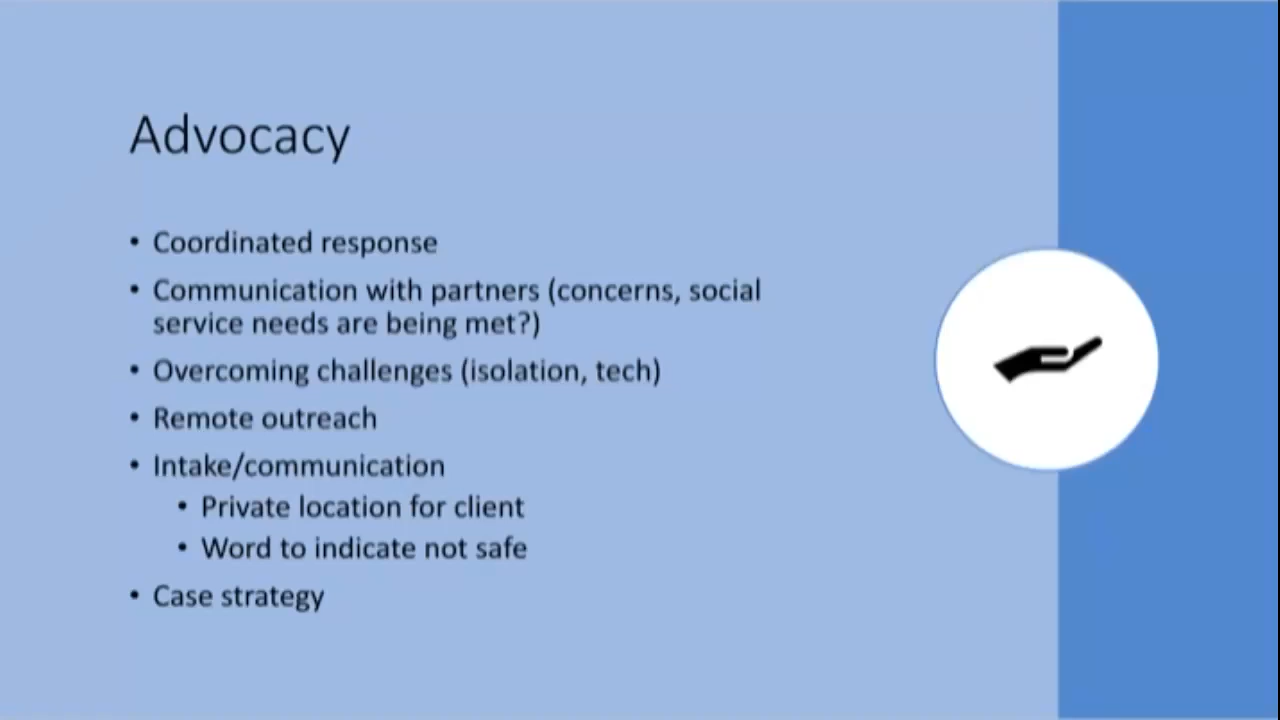 Advocacy
• Coordinated response
• Communication with partners (concerns, social
service needs are being met?)
• Overcoming challenges (isolation, tech)
• Remote outreach
• Intake/communication
• Private location for client
• Word to indicate not safe
• Case strategy